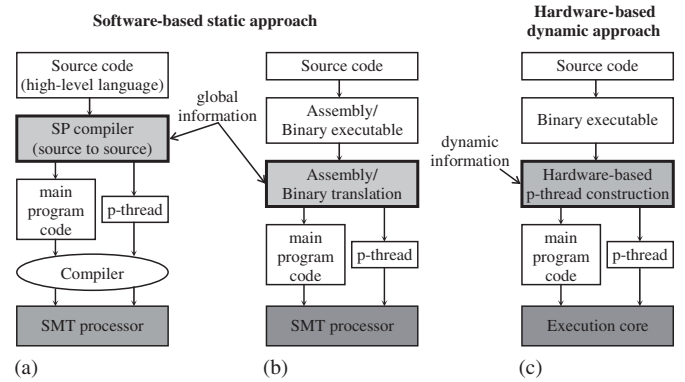 Software-based static approach
Hardware-based
dynamic approach
Source code
(high-level language)
SP compiler
(source to source)
main
program
code
p-thread
Compiler
SMT processor
(a)
global
information
Source code
Assembly/
Binary executable
Assembly/
Binary translation
main
program
code
p-thread
SMT processor
(b)
dynamic
information
Source code
Binary executable
Hardware-based
p-thread construction
main
program
code
p-thread
Execution core
(c)